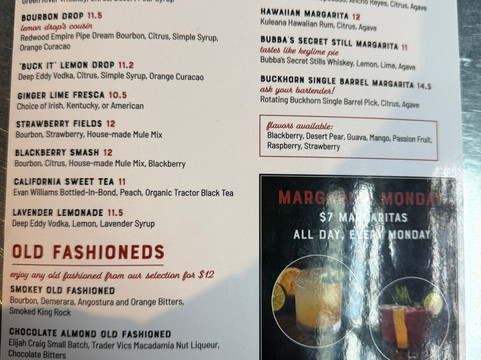 BOURBON DROP 11.5
lemon drop's cousin
Redwood Empire Pipe Dream Bourbon, Citrus, Simple Syrup,
Orange Curacao
"BUCK IT" LEMON DROP 11.2
Deep Eddy Vodka, Citrus, Simple Syrup, Orange Curacao
GINGER LIME FRESCA 10.5
Choice of Irish, Kentucky, or American
STRAWBERRY FIELDS 12
Bourbon, Strawberry, House-made Mule Mix
BLACKBERRY SMASH 12
Bourbon, Citrus, House-made Mule Mix, Blackberry
CALIFORNIA SWEET TEA 11
Evan Williams Bottled-In-Bond, Peach, Organic Tractor Black Tea
LAVENDER LEMONADE 11.5
Deep Eddy Vodka, Lemon, Lavender Syrup
OLD FASHIONEDS
enjoy any old fashioned from our selection for $12
SMOKEY OLD FASHIONED
Bourbon, Demerara, Angostura and Orange Bitters,
Smoked King Rock
CHOCOLATE ALMOND OLD FASHIONED
Elijah Craig Small Batch, Trader Vics Macadamia Nut Liqueur,
Chocolate Bitters
Ancho Reyes, Citrus, Agave
HAWAIIAN MARGARITA 12
Kuleana Hawaiian Rum, Citrus, Agave
BUBBA'S SECRET STILL MARGARITA 11
tastes like keylime pie
Bubba's Secret Stills Whiskey, Lemon, Lime, Agave
BUCKHORN SINGLE BARREL MARGARITA 14.5
ask your bartender!
Rotating Buckhorn Single Barrel Pick, Citrus, Agave
flavors available:
Blackberry, Desert Pear, Guava, Mango, Passion Fruit,
Raspberry, Strawberry
MARGARITA MONDAY
$7 MARGARITAS
ALL DAY, EVERY MONDAY